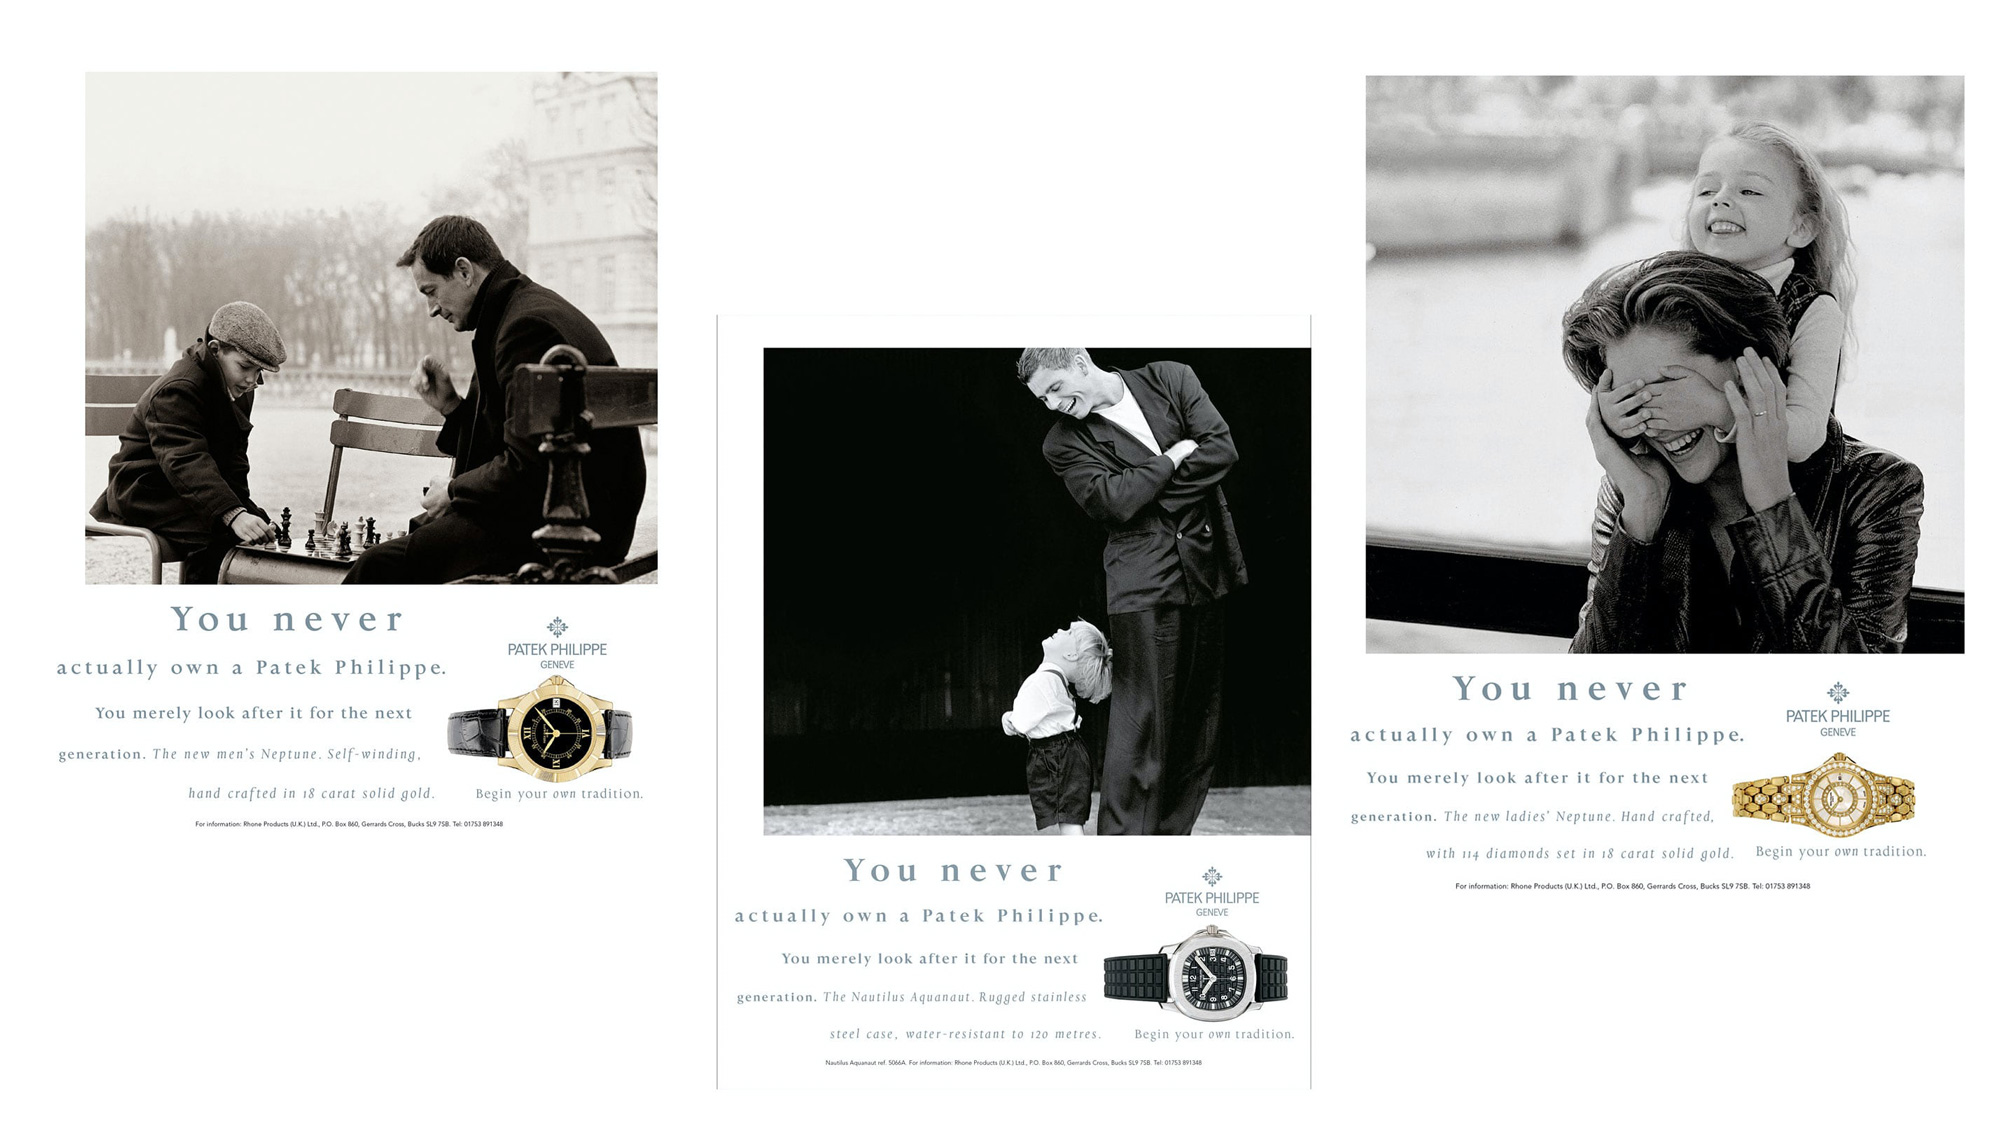 You never
actually own a Patek Philippe.
You merely look after it for the next
generation. The new men's Neptune. Self-winding,
hand crafted in 18 carat solid gold.
PATEK PHILIPPE
GENEVE
Begin your own tradition.
For information: Rhone Products (U.K.) Ltd., P.O. Box 860, Gerrards Cross, Bucks SL9 7SB. Tel: 01753 891348
You never
actually own a Patek Philippe.
You merely look after it for the next
generation. The Nautilus Aquanaut. Rugged stainless
steel case, water-resistant to 120 metres.
PATEK PHILIPPE
GENEVE
Begin your own tradition.
Nautilus Aquanaut ref. 5066A. For information: Rhone Products (U.K.) Ltd., P.O. Box 860, Gerrards Cross, Bucks SL9 7SB. Tel: 01753 891348
You never
actually own a Patek Philippe.
You merely look after it for the next
generation. The new ladies' Neptune. Hand crafted,
with 114 diamonds set in 18 carat solid gold.
PATEK PHILIPPE
GENEVE
Begin your own tradition.
For information: Rhone Products (U.K.) Ltd., P.O. Box 860, Gerrards Cross, Bucks SL9 7SB. Tel: 01753 891348